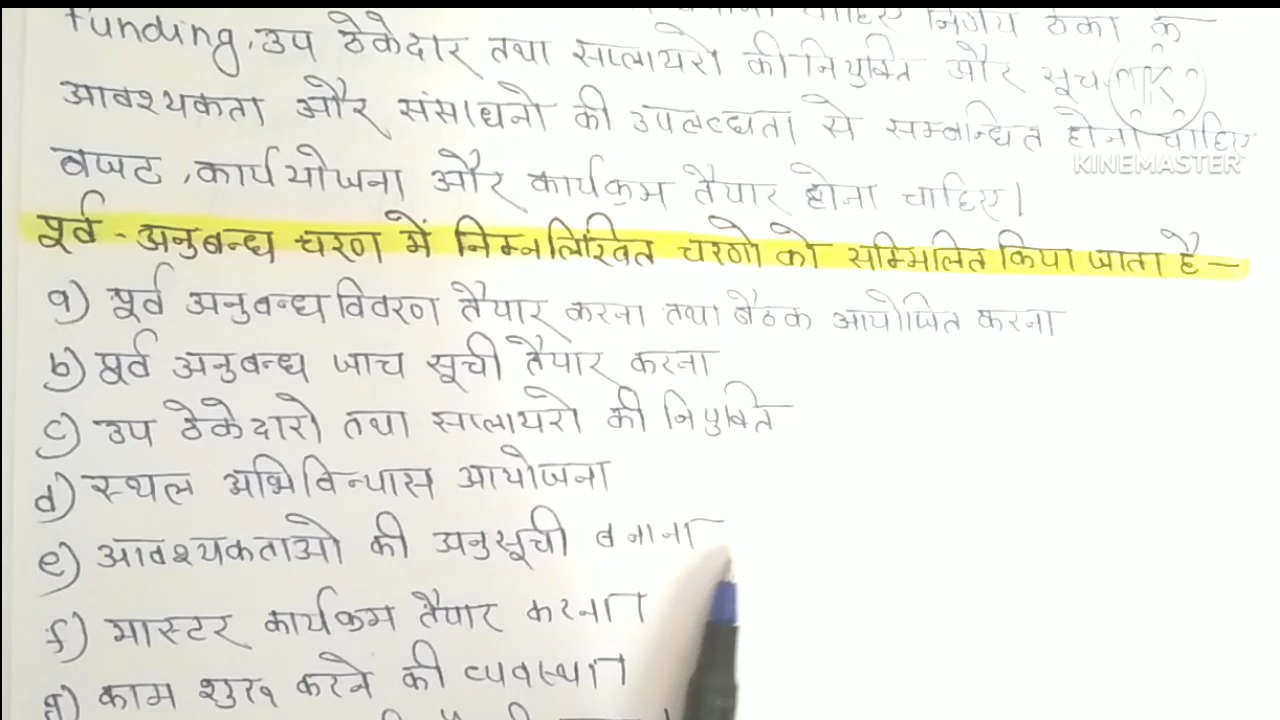 चाहिए निर्णय ठेका के
funding, उप ठेकेदार तथा सप्लायरो की नियुक्ति और सूच
आवश्यकता और संसाधनो की उपलब्धता से सम्बन्धित होना चाहिए
KINEMASTER
बजट, कार्ययोजना और कार्यक्रम तैयार होना चाहिए।
पूर्व - अनुबन्ध चरण में निम्नलिखित चरणो को सम्मिलित किया जाता है —
a) पूर्व अनुबन्ध विवरण तैयार करना तथा बैठक आयोजित करना
b) पूर्व अनुबन्ध जाच सूची तैयार करना
c) उप ठेकेदारो तथा सप्लायरो की नियुक्ति
d) स्थल अभिविन्यास आयोजना
e) आवश्यकताओ की अनुसूची बनाना
f) मास्टर कार्यक्रम तैयार करना।
g) काम शुरू करने की व्यवस्था।